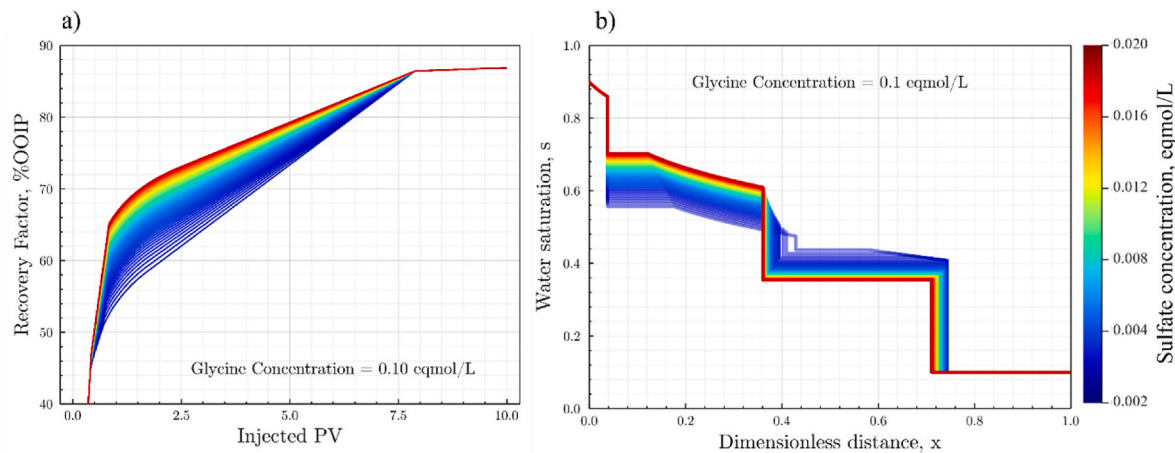 a)
90
80
70
60
50
40
Recovery Factor, %OOIP
Glycine Concentration = 0.10 eqmol/L
0.0 2.5 5.0 7.5 10.0
Injected PV
b)
1.0
0.8
0.6
0.4
0.2
0.0
Water saturation, s
Glycine Concentration = 0.1 eqmol/L
0.0 0.2 0.4 0.6 0.8 1.0
Dimensionless distance, x
0.020
0.016
0.012
0.009
0.006
0.002
Sulfate concentration, eqmol/L